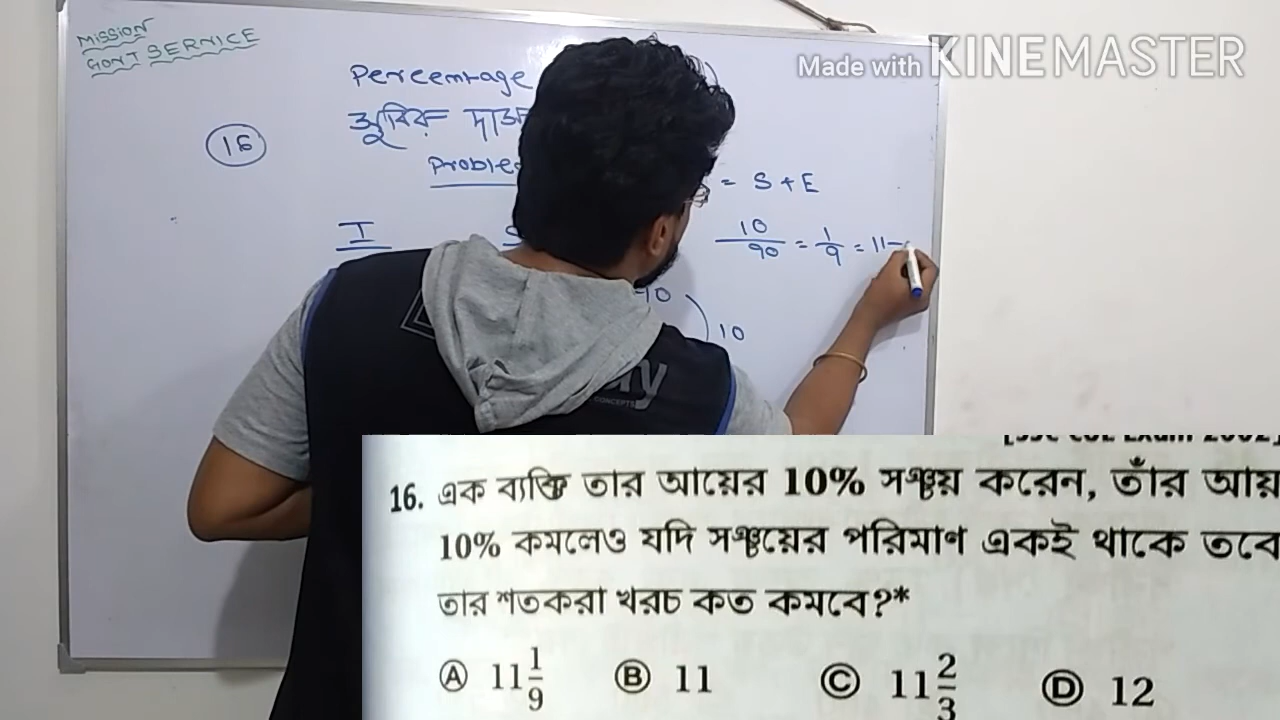 MISSION
GOVT SERVICE
Made with KINEMASTER
Percentage
16
= S + E
I
10/90 = 1/9 = 11
10
CONCEPTS
16. এক ব্যক্তি তার আয়ের 10% সঞ্চয় করেন, তাঁর আয়
10% কমলেও যদি সঞ্চয়ের পরিমাণ একই থাকে তবে
তার শতকরা খরচ কত কমবে?*
Ⓐ 11 1/9 Ⓑ 11 Ⓒ 11 2/3 Ⓓ 12